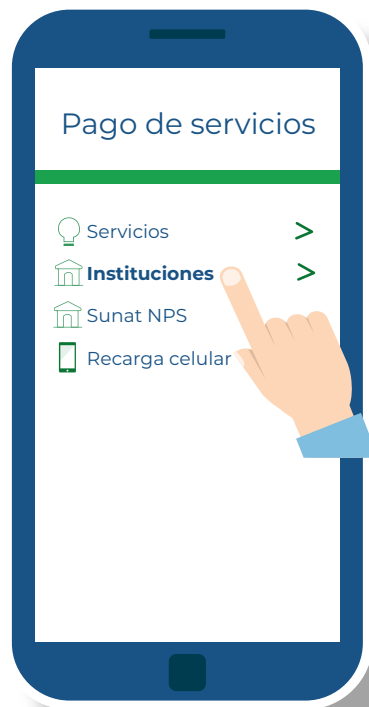 Pago de servicios
Servicios >
Instituciones >
Sunat NPS
Recarga celular